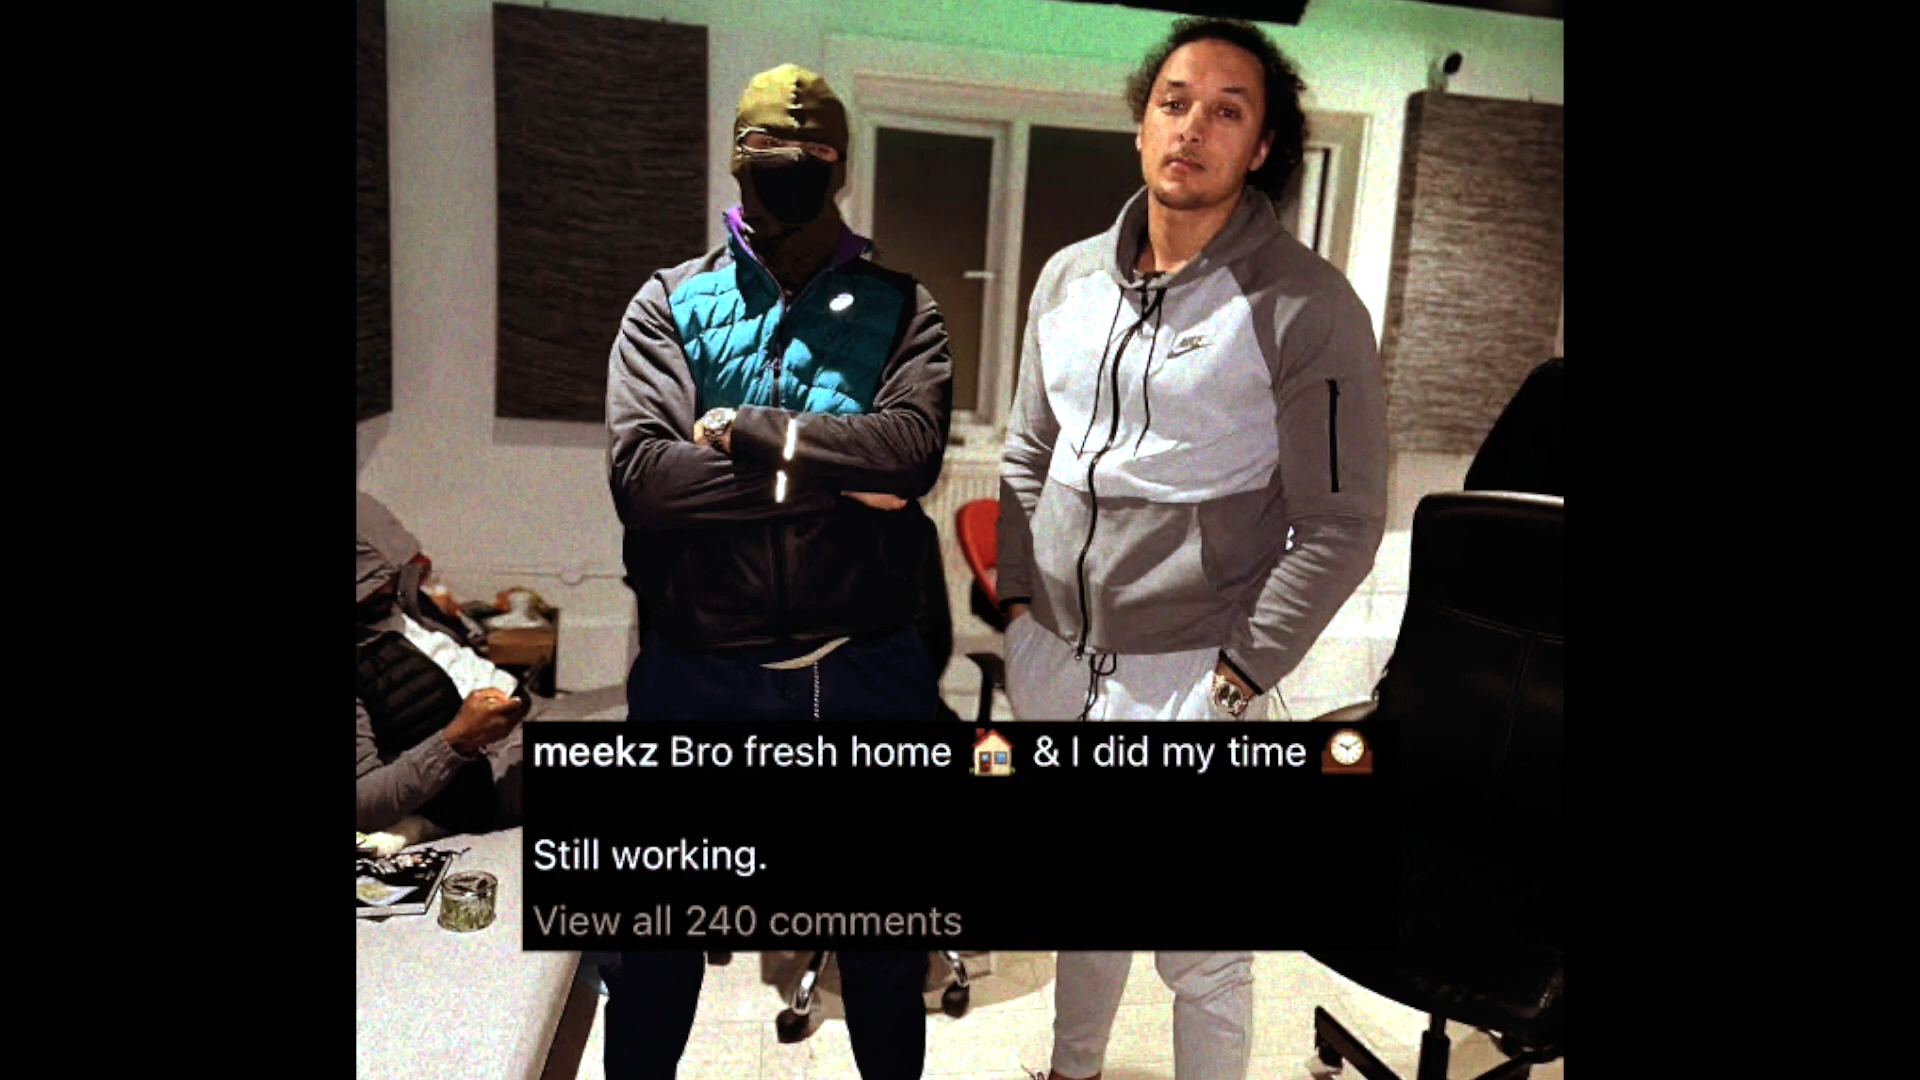 meekz Bro fresh home 🏠 & I did my time 🕰️
Still working.
View all 240 comments